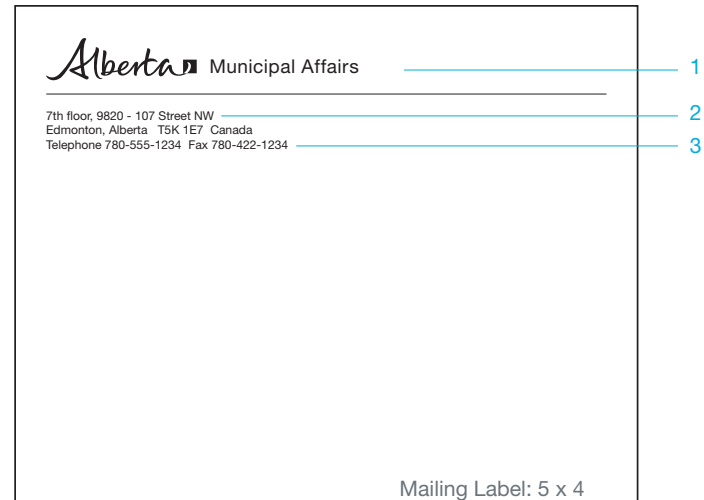 Alberta Municipal Affairs 1
7th floor, 9820 - 107 Street NW 2
Edmonton, Alberta T5K 1E7 Canada
Telephone 780-555-1234 Fax 780-422-1234 3
Mailing Label: 5 x 4